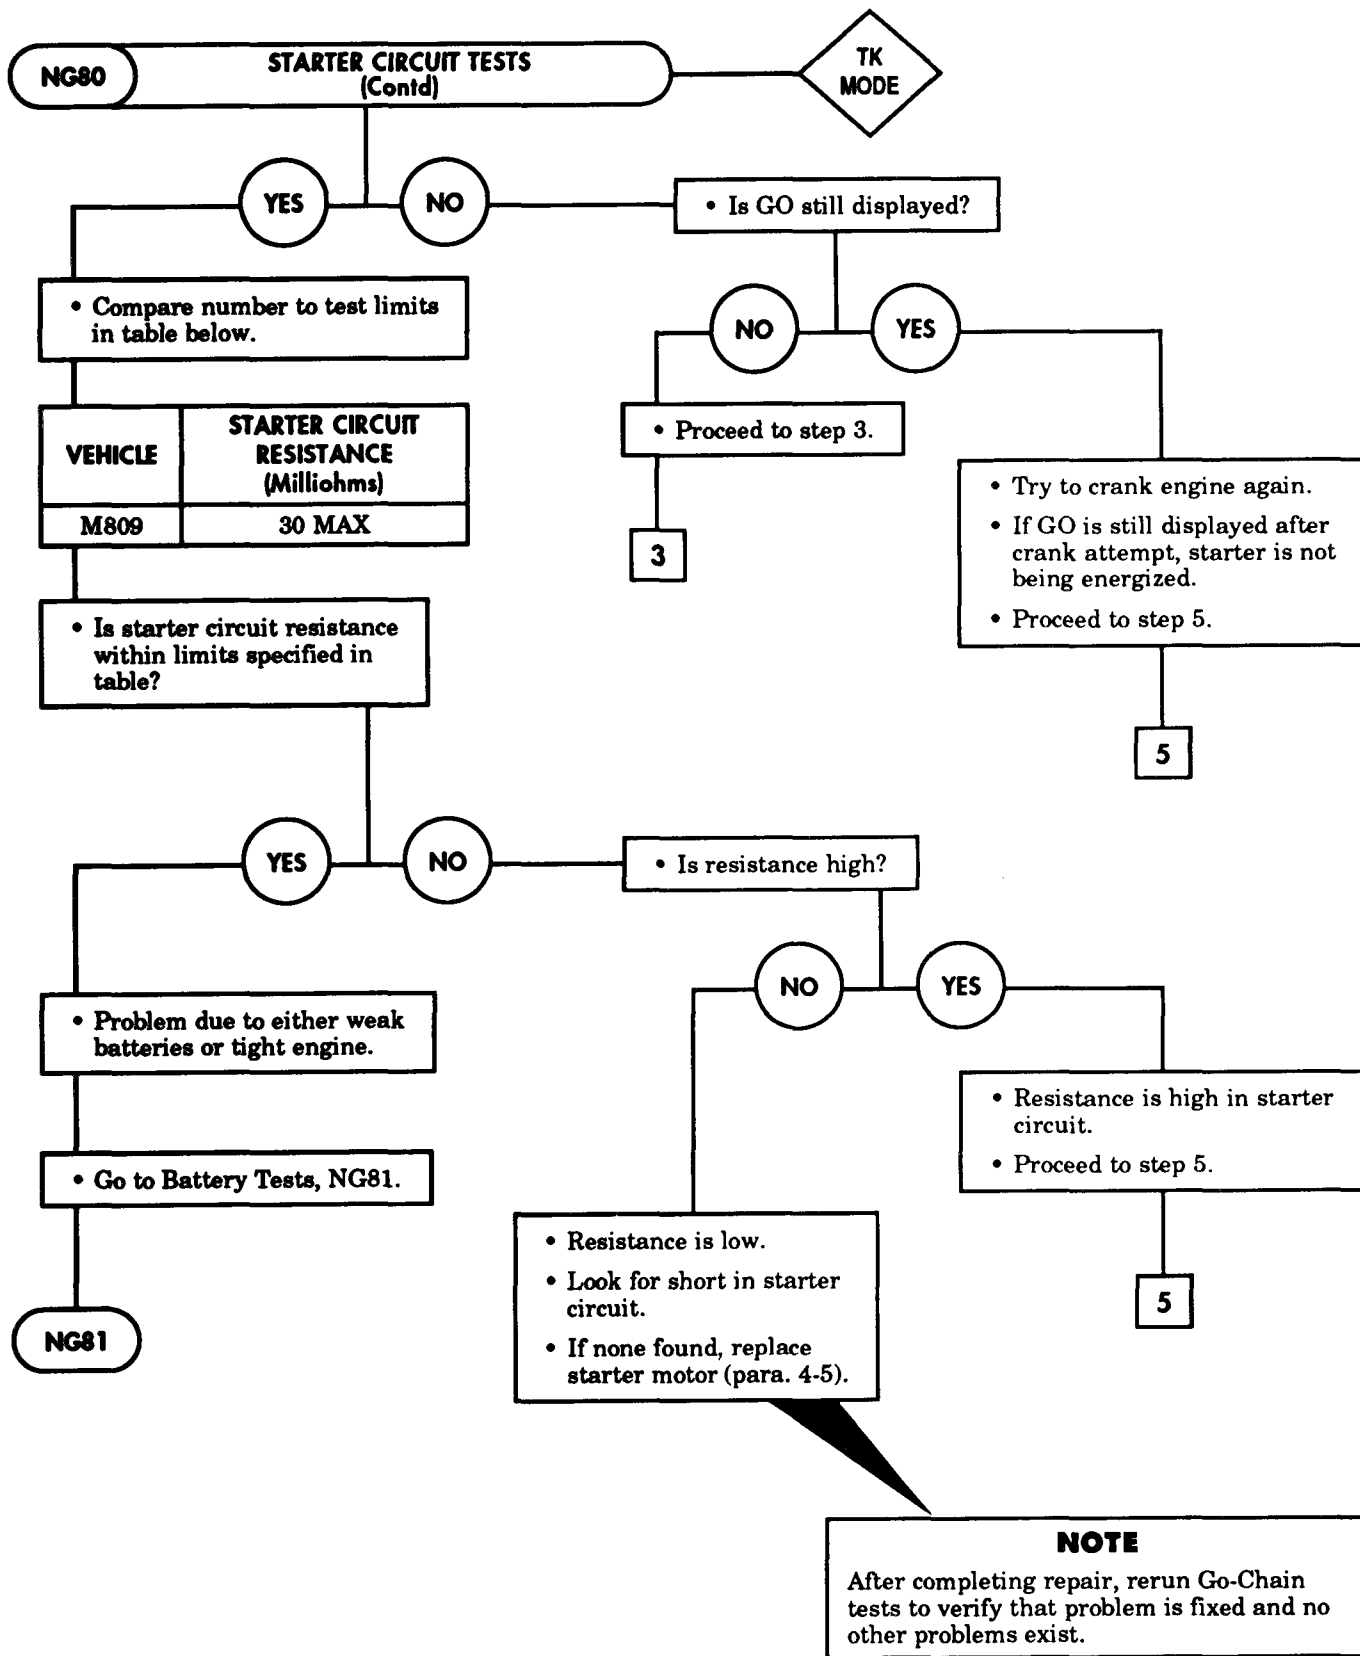 NG80
STARTER CIRCUIT TESTS
(Contd)
TK
MODE
YES
NO
• Is GO still displayed?
• Compare number to test limits
in table below.
NO
YES
VEHICLE
STARTER CIRCUIT
RESISTANCE
(Milliohms)
M809
30 MAX
• Proceed to step 3.
3
• Try to crank engine again.
• If GO is still displayed after
crank attempt, starter is not
being energized.
• Proceed to step 5.
5
• Is starter circuit resistance
within limits specified in
table?
YES
NO
• Is resistance high?
NO
YES
• Problem due to either weak
batteries or tight engine.
• Resistance is high in starter
circuit.
• Proceed to step 5.
5
• Go to Battery Tests, NG81.
NG81
• Resistance is low.
• Look for short in starter
circuit.
• If none found, replace
starter motor (para. 4-5).
NOTE
After completing repair, rerun Go-Chain
tests to verify that problem is fixed and no
other problems exist.